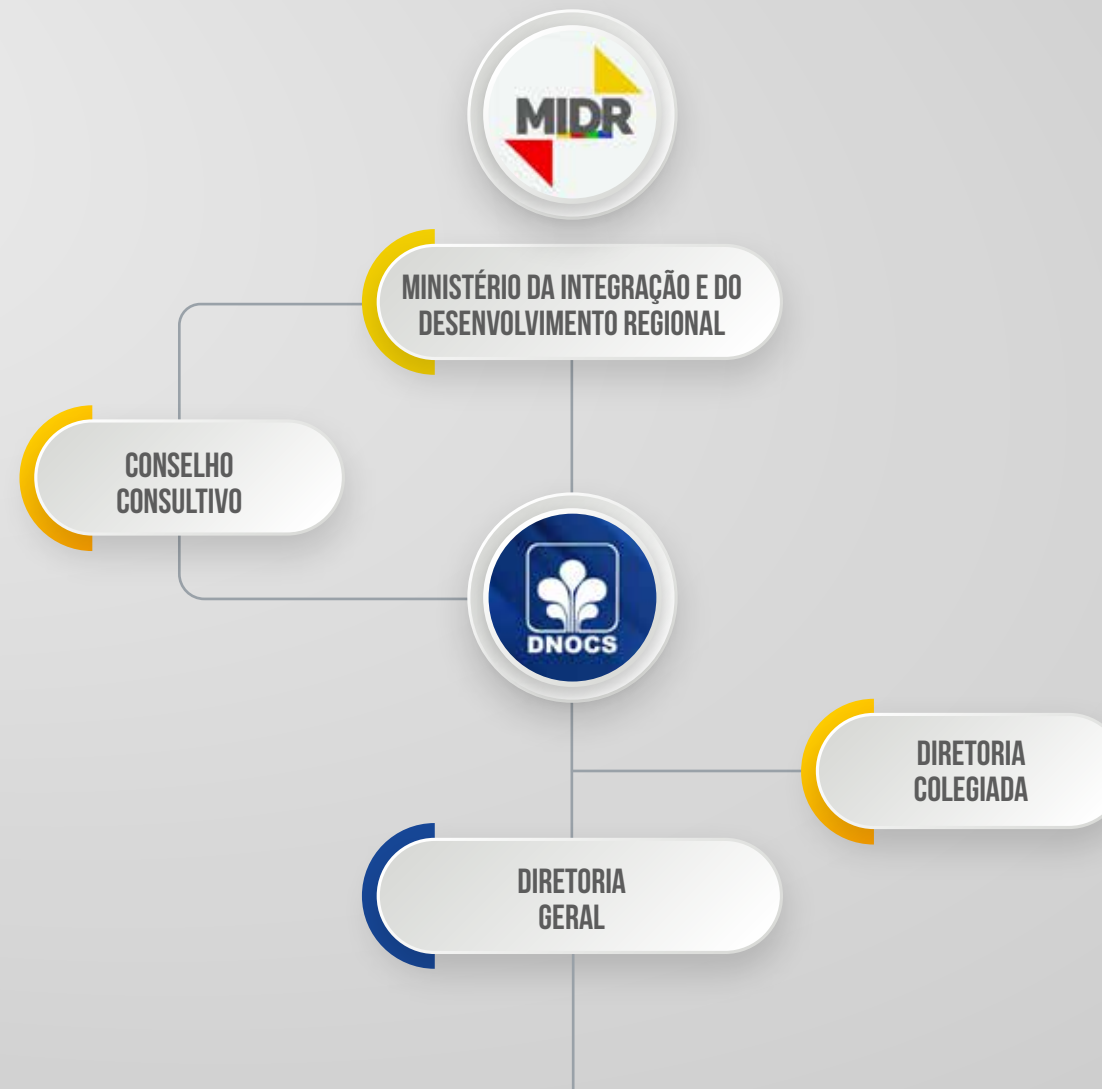 MIDR
MINISTÉRIO DA INTEGRAÇÃO E DO
DESENVOLVIMENTO REGIONAL
CONSELHO
CONSULTIVO
DNOCS
DIRETORIA
COLEGIADA
DIRETORIA
GERAL